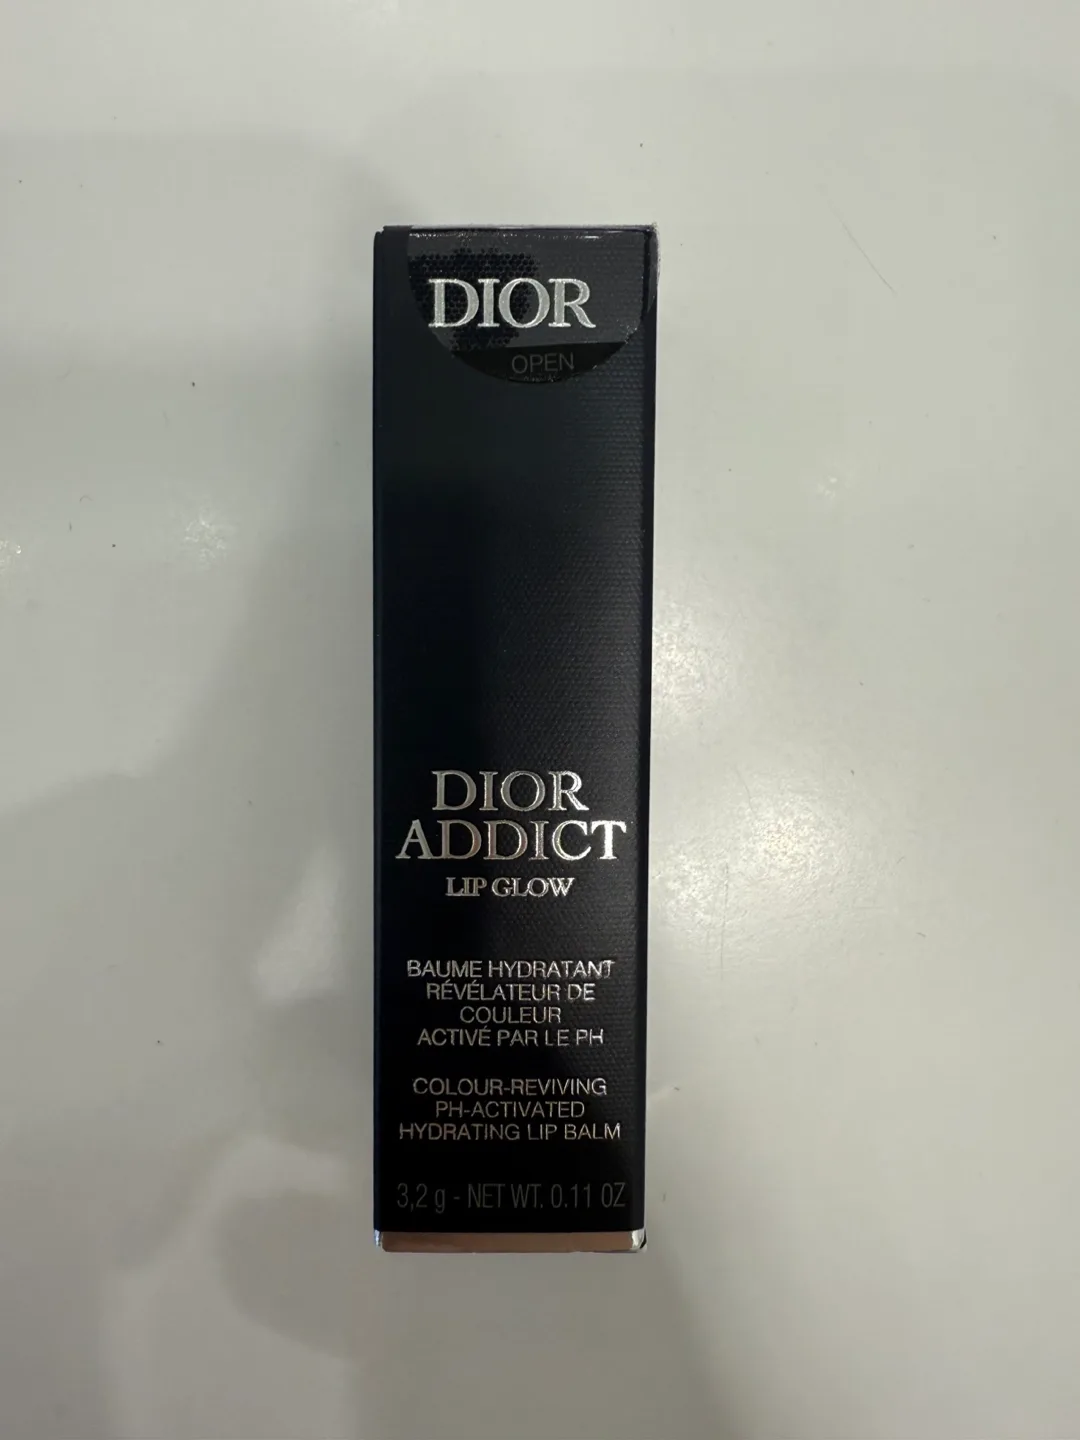 DIOR
OPEN
DIOR
ADDICT
LIP GLOW
BAUME HYDRATANT
RÉVÉLATEUR DE
COULEUR
ACTIVÉ PAR LE PH
COLOUR-REVIVING
PH-ACTIVATED
HYDRATING LIP BALM
3,2 g - NET WT. 0.11 OZ